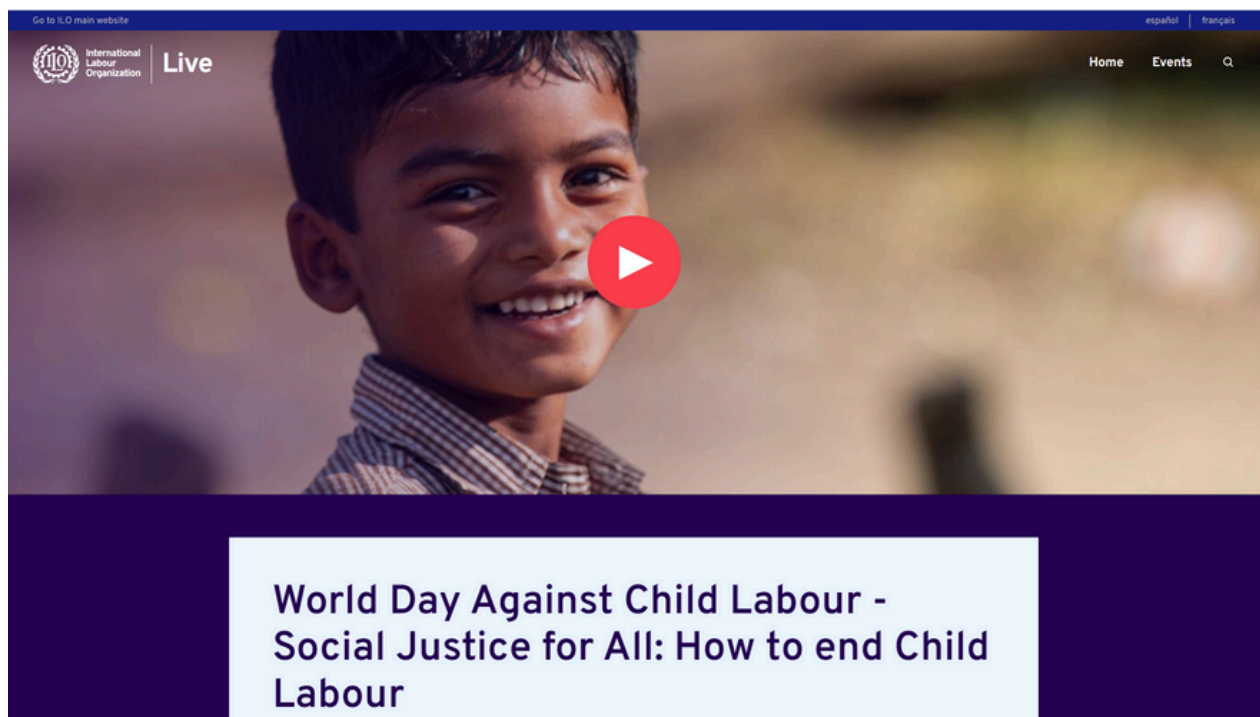 Go to ILO main website
español
français
International
Labour
Organization
Live
Home
Events
World Day Against Child Labour -
Social Justice for All: How to end Child
Labour